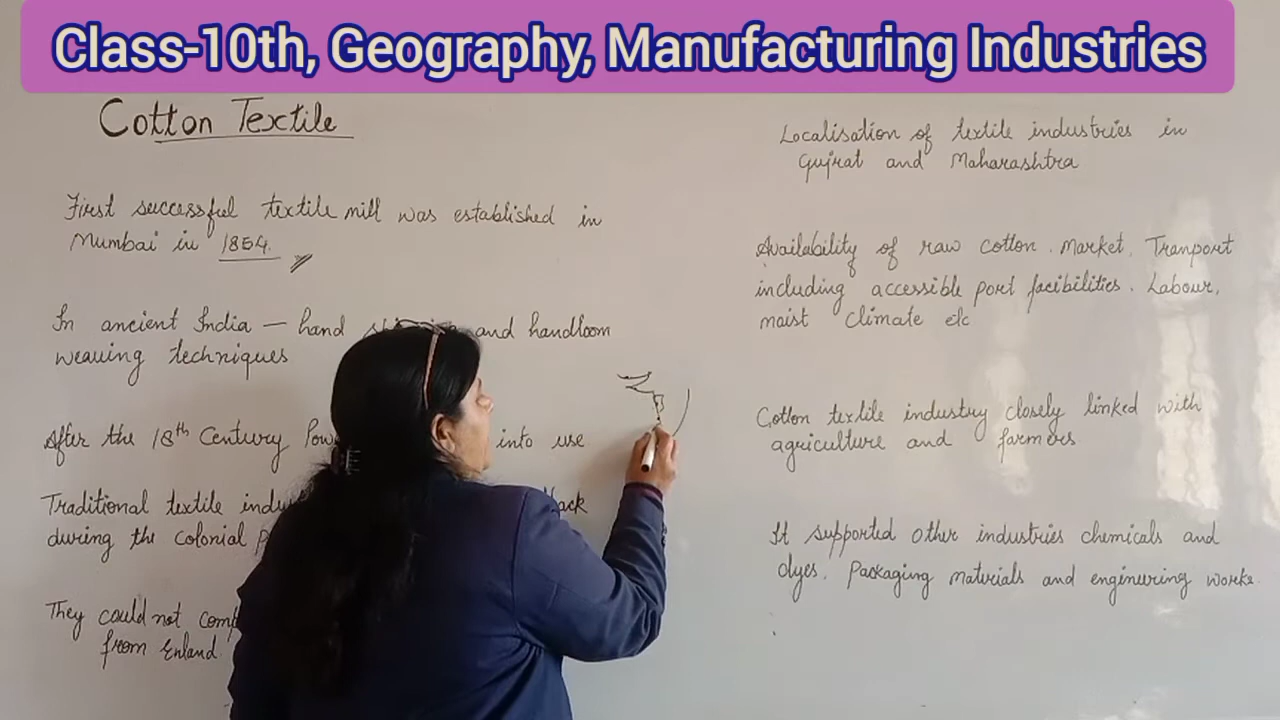 Class-10th, Geography, Manufacturing Industries
Cotton Textile
First successful textile mill was established in
Mumbai in 1854.
In ancient India — hand and handloom
weaving techniques
After the 18th Century into use
Traditional textile
during the colonial
They could not
from Enland.
Localisation of textile industries in
Gujrat and Maharashtra
Availability of raw cotton. Market, Tranport
including accessible port facibilities. Labour,
moist climate etc
Cotton textile industry closely linked with
agriculture and farmers
It supported other industries chemicals and
dyes, Packaging materials and enginering works